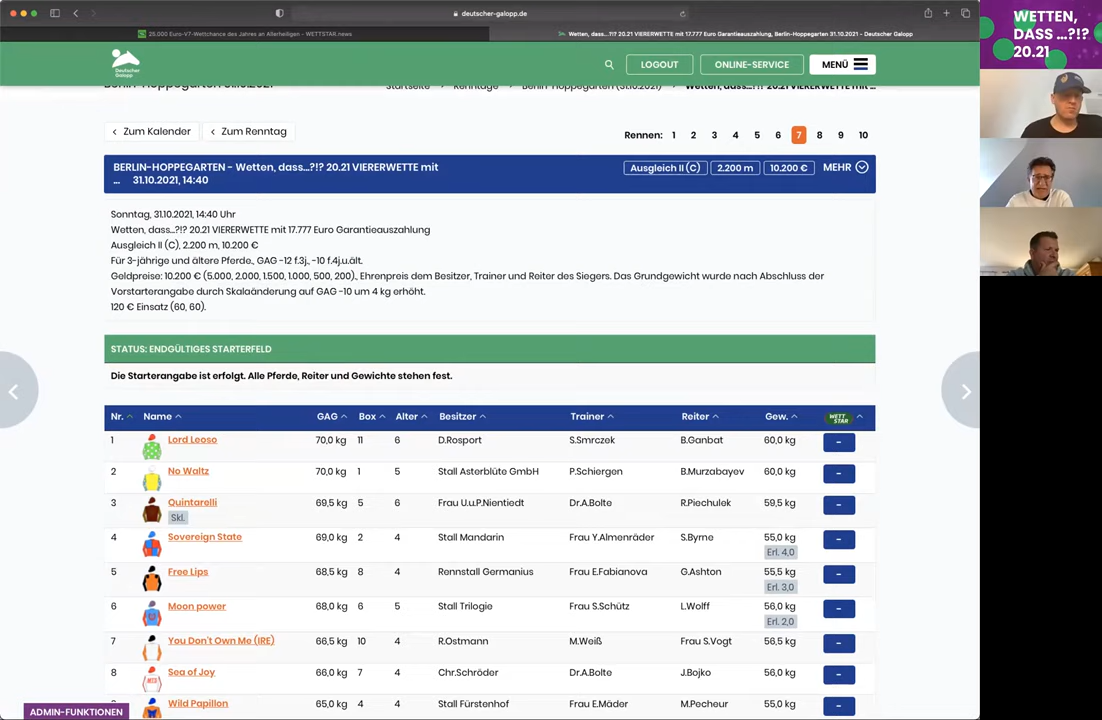 deutscher-galopp.de
25.000 Euro-V7-Wettchance des Jahres an Allerheiligen - WETTSTAR.news
Wetten, dass...?!? 20.21 VIERERWETTE mit 17.777 Euro Garantieauszahlung, Berlin-Hoppegarten 31.10.2021 - Deutscher Galopp
WETTEN,
DASS ...?!?
20.21
Deutscher
Galopp
LOGOUT
ONLINE-SERVICE
MENÜ
Berlin-Hoppegarten 31.10.2021
Startseite
Renntage
Berlin-Hoppegarten (31.10.2021)
Wetten, dass...?!? 20.21 VIERERWETTE mit ...
Zum Kalender
Zum Renntag
Rennen: 1 2 3 4 5 6 7 8 9 10
BERLIN-HOPPEGARTEN - Wetten, dass...?!? 20.21 VIERERWETTE mit
... 31.10.2021, 14:40
Ausgleich II (C) 2.200 m 10.200 € MEHR
Sonntag, 31.10.2021, 14:40 Uhr
Wetten, dass...?!? 20.21 VIERERWETTE mit 17.777 Euro Garantieauszahlung
Ausgleich II (C), 2.200 m, 10.200 €
Für 3-jährige und ältere Pferde., GAG -12 f.3j., -10 f.4j.u.ält.
Geldpreise: 10.200 € (5.000, 2.000, 1.500, 1.000, 500, 200)., Ehrenpreis dem Besitzer, Trainer und Reiter des Siegers. Das Grundgewicht wurde nach Abschluss der
Vorstarterangabe durch Skalaänderung auf GAG -10 um 4 kg erhöht.
120 € Einsatz (60, 60).
STATUS: ENDGÜLTIGES STARTERFELD
Die Starterangabe ist erfolgt. Alle Pferde, Reiter und Gewichte stehen fest.
Nr. Name GAG Box Alter Besitzer Trainer Reiter Gew. WETT STAR
1 Lord Leoso 70,0 kg 11 6 D.Rosport S.Smrczek B.Ganbat 60,0 kg -
2 No Waltz 70,0 kg 1 5 Stall Asterblüte GmbH P.Schiergen B.Murzabayev 60,0 kg -
3 Quintarelli 69,5 kg 5 6 Frau U.u.P.Nientiedt Dr.A.Bolte R.Piechulek 59,5 kg -
Skl.
4 Sovereign State 69,0 kg 2 4 Stall Mandarin Frau Y.Almenräder S.Byrne 55,0 kg -
Erl. 4,0
5 Free Lips 68,5 kg 8 4 Rennstall Germanius Frau E.Fabianova G.Ashton 55,5 kg -
Erl. 3,0
6 Moon power 68,0 kg 6 5 Stall Trilogie Frau S.Schütz L.Wolff 56,0 kg -
Erl. 2,0
7 You Don't Own Me (IRE) 66,5 kg 10 4 R.Ostmann M.Weiß Frau S.Vogt 56,5 kg -
8 Sea of Joy 66,0 kg 7 4 Chr.Schröder Dr.A.Bolte J.Bojko 56,0 kg -
Wild Papillon 65,0 kg 4 4 Stall Fürstenhof Frau E.Mäder M.Pecheur 55,0 kg -
ADMIN-FUNKTIONEN